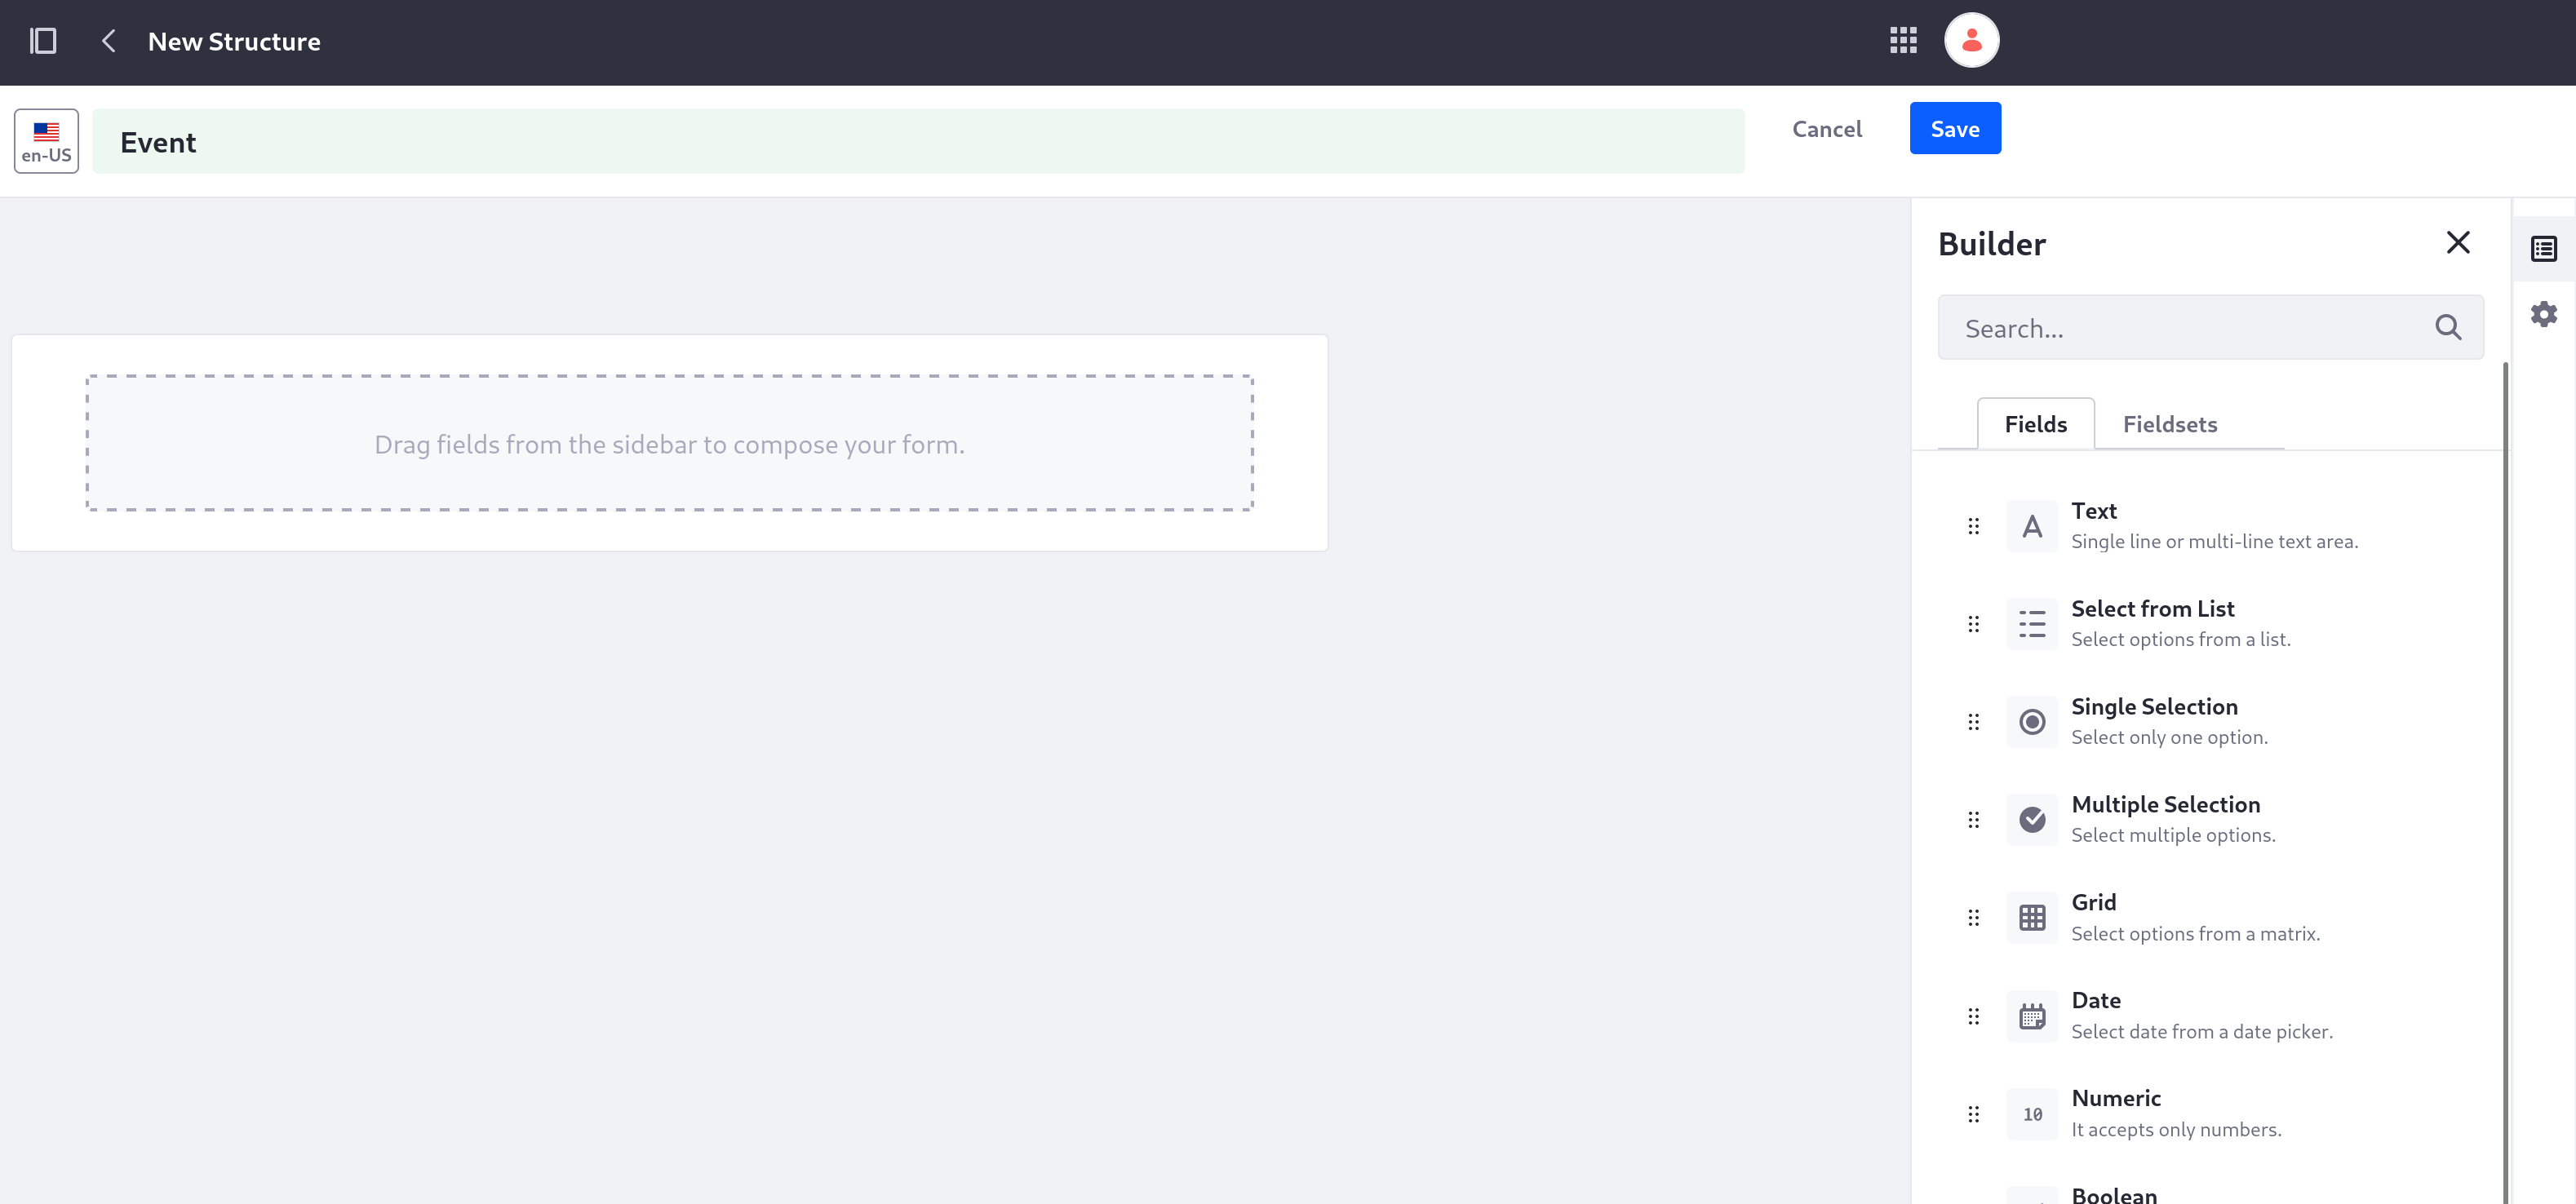 New Structure
en-US
Event
Cancel
Save
Drag fields from the sidebar to compose your form.
Builder
Search...
Fields
Fieldsets
Text
Single line or multi-line text area.
Select from List
Select options from a list.
Single Selection
Select only one option.
Multiple Selection
Select multiple options.
Grid
Select options from a matrix.
Date
Select date from a date picker.
10
Numeric
It accepts only numbers.
Boolean